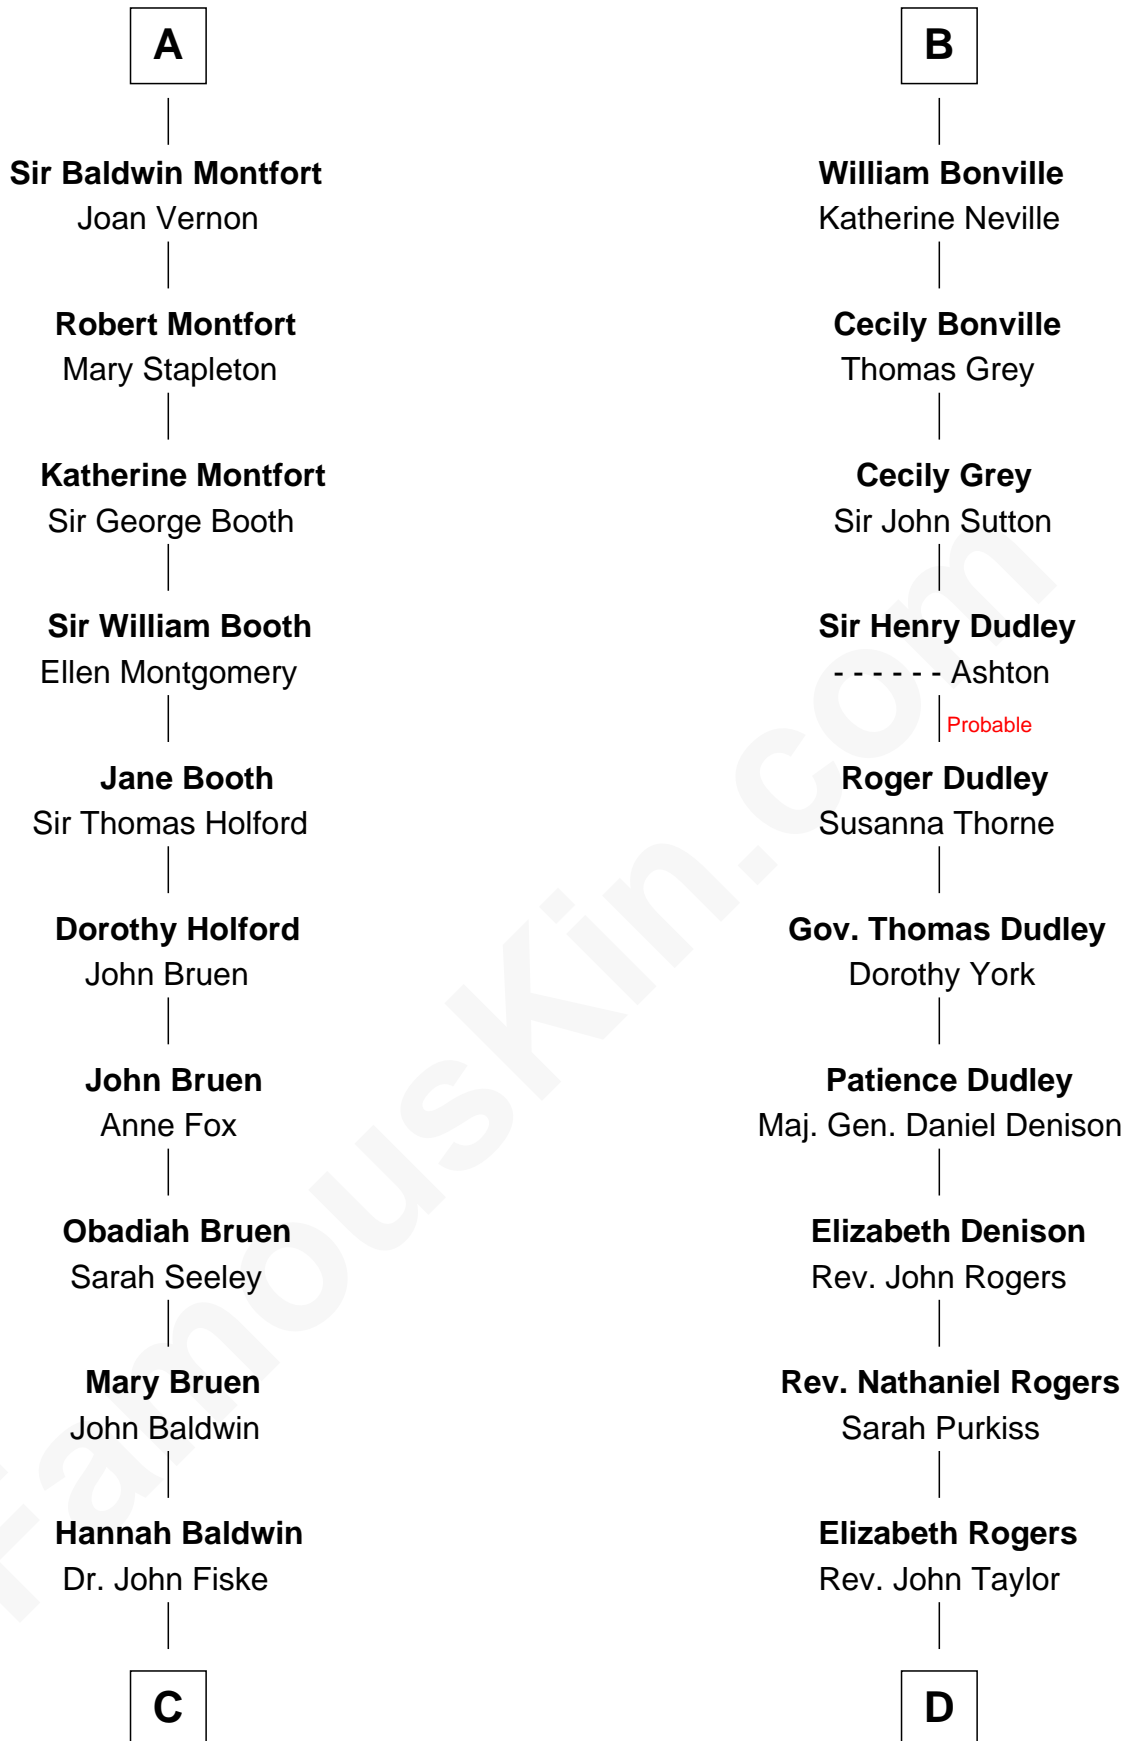 A
Sir Baldwin Montfort
Joan Vernon
Robert Montfort
Mary Stapleton
Katherine Montfort
Sir George Booth
Sir William Booth
Ellen Montgomery
Jane Booth
Sir Thomas Holford
Dorothy Holford
John Bruen
John Bruen
Anne Fox
Obadiah Bruen
Sarah Seeley
Mary Bruen
John Baldwin
Hannah Baldwin
Dr. John Fiske
C
B
William Bonville
Katherine Neville
Cecily Bonville
Thomas Grey
Cecily Grey
Sir John Sutton
Sir Henry Dudley
- - - - - - Ashton
Probable
Roger Dudley
Susanna Thorne
Gov. Thomas Dudley
Dorothy York
Patience Dudley
Maj. Gen. Daniel Denison
Elizabeth Denison
Rev. John Rogers
Rev. Nathaniel Rogers
Sarah Purkiss
Elizabeth Rogers
Rev. John Taylor
D
FamousKin.com